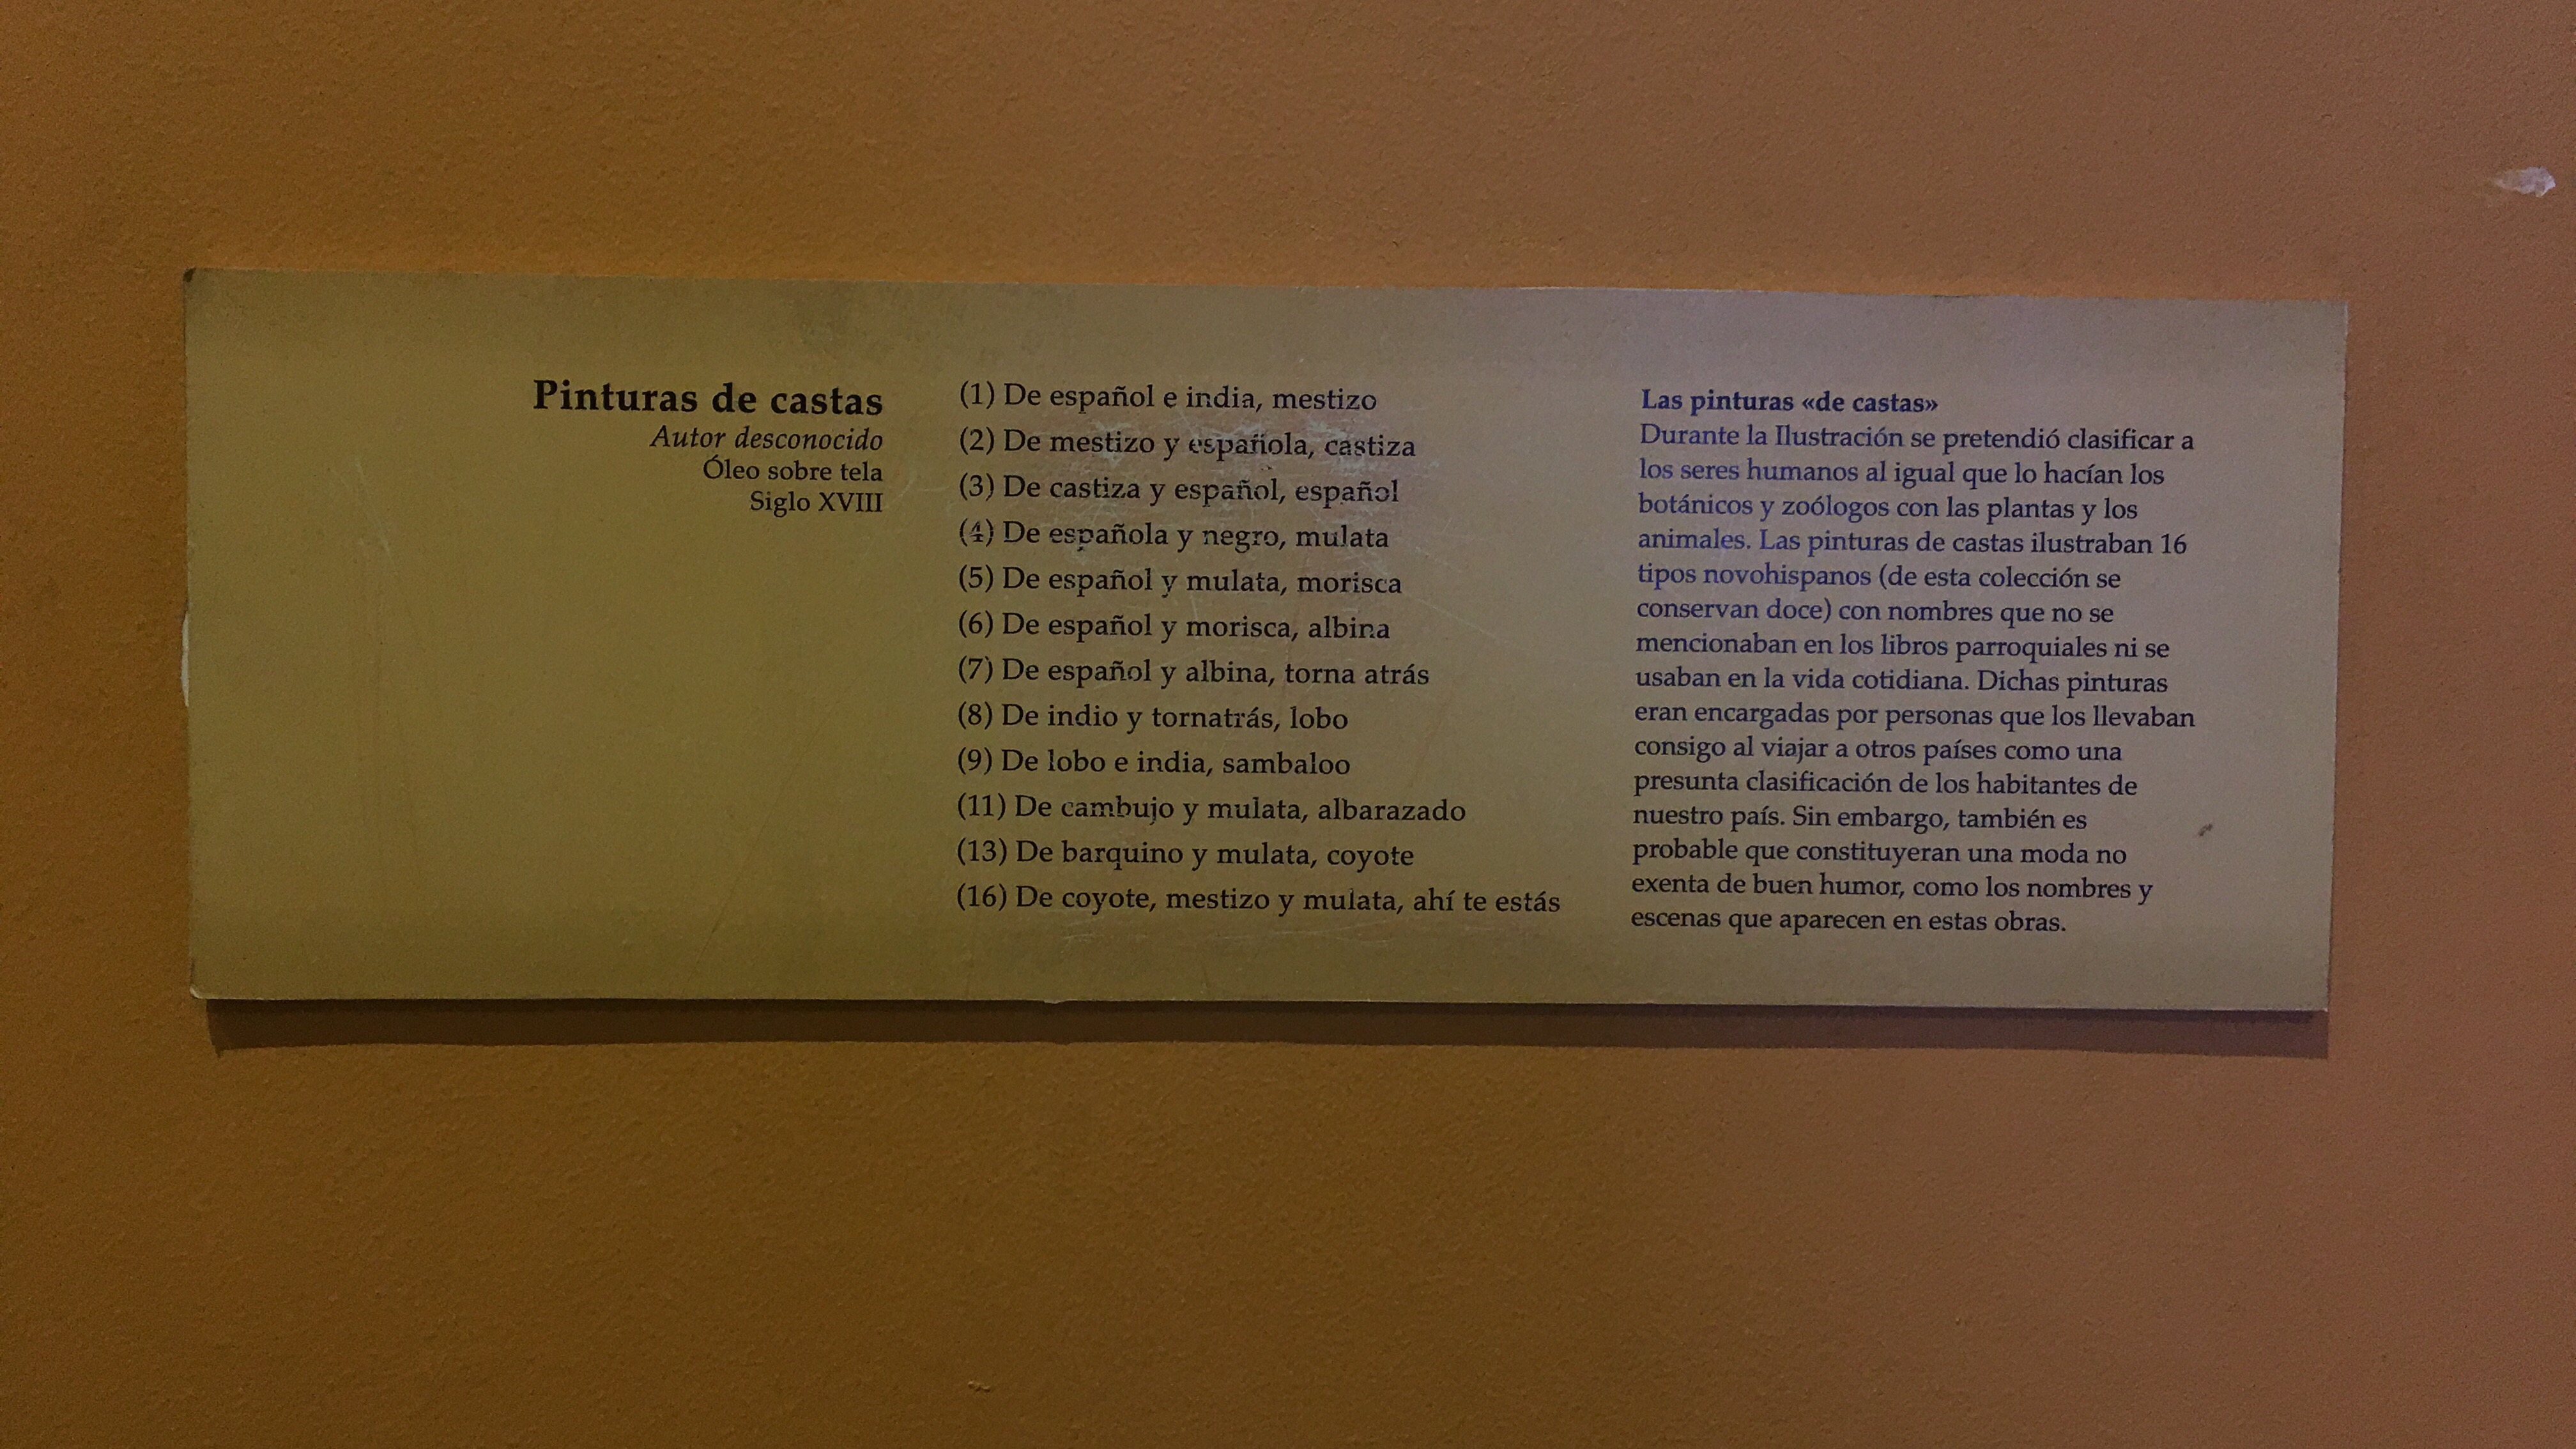 Pinturas de castas
Autor desconocido
Óleo sobre tela
Siglo XVIII
(1) De español e india, mestizo
(2) De mestizo y española, castiza
(3) De castiza y español, español
(4) De española y negro, mulata
(5) De español y mulata, morisca
(6) De español y morisca, albina
(7) De español y albina, torna atrás
(8) De indio y tornatrás, lobo
(9) De lobo e india, sambaloo
(11) De cambujo y mulata, albarazado
(13) De barquino y mulata, coyote
(16) De coyote, mestizo y mulata, ahí te estás
Las pinturas «de castas»
Durante la Ilustración se pretendió clasificar a
los seres humanos al igual que lo hacían los
botánicos y zoólogos con las plantas y los
animales. Las pinturas de castas ilustraban 16
tipos novohispanos (de esta colección se
conservan doce) con nombres que no se
mencionaban en los libros parroquiales ni se
usaban en la vida cotidiana. Dichas pinturas
eran encargadas por personas que los llevaban
consigo al viajar a otros países como una
presunta clasificación de los habitantes de
nuestro país. Sin embargo, también es
probable que constituyeran una moda no
exenta de buen humor, como los nombres y
escenas que aparecen en estas obras.